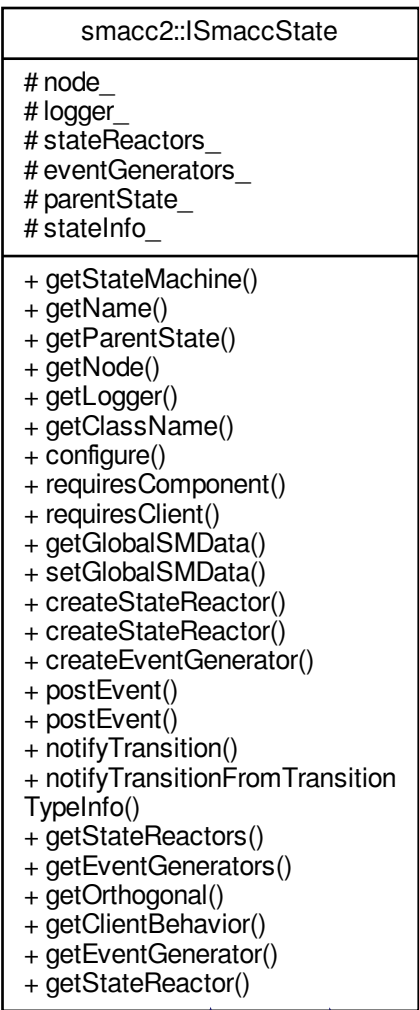 smacc2::ISmaccState
# node_
# logger_
# stateReactors_
# eventGenerators_
# parentState_
# stateInfo_
+ getStateMachine()
+ getName()
+ getParentState()
+ getNode()
+ getLogger()
+ getClassName()
+ configure()
+ requiresComponent()
+ requiresClient()
+ getGlobalSMData()
+ setGlobalSMData()
+ createStateReactor()
+ createStateReactor()
+ createEventGenerator()
+ postEvent()
+ postEvent()
+ notifyTransition()
+ notifyTransitionFromTransition
TypeInfo()
+ getStateReactors()
+ getEventGenerators()
+ getOrthogonal()
+ getClientBehavior()
+ getEventGenerator()
+ getStateReactor()